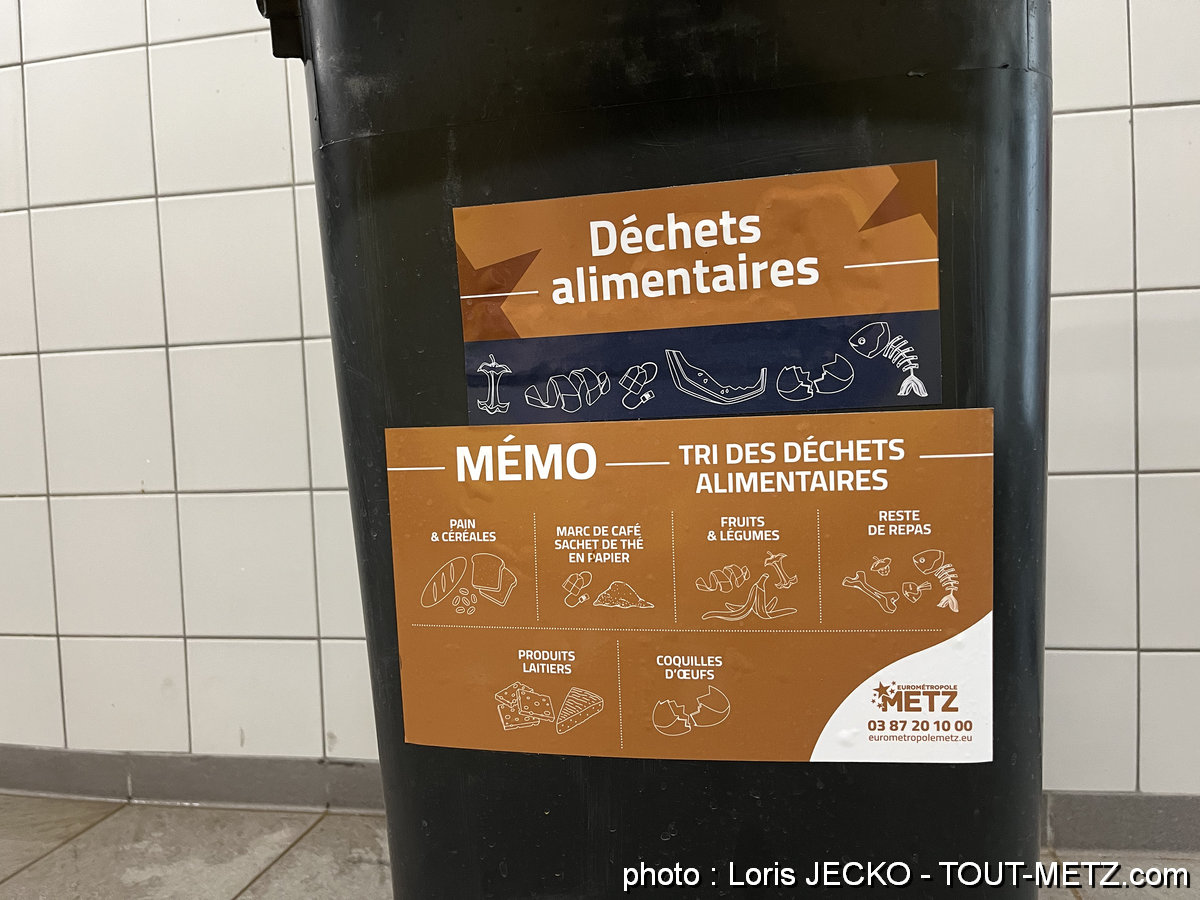 Déchets
alimentaires
MÉMO
TRI DES DÉCHETS
ALIMENTAIRES
PAIN
& CÉRÉALES
MARC DE CAFÉ
SACHET DE THÉ
EN PAPIER
FRUITS
& LÉGUMES
RESTE
DE REPAS
PRODUITS
LAITIERS
COQUILLES
D'ŒUFS
EUROMÉTROPOLE
METZ
03 87 20 10 00
eurometropolemetz.eu
photo : Loris JECKO - TOUT-METZ.com